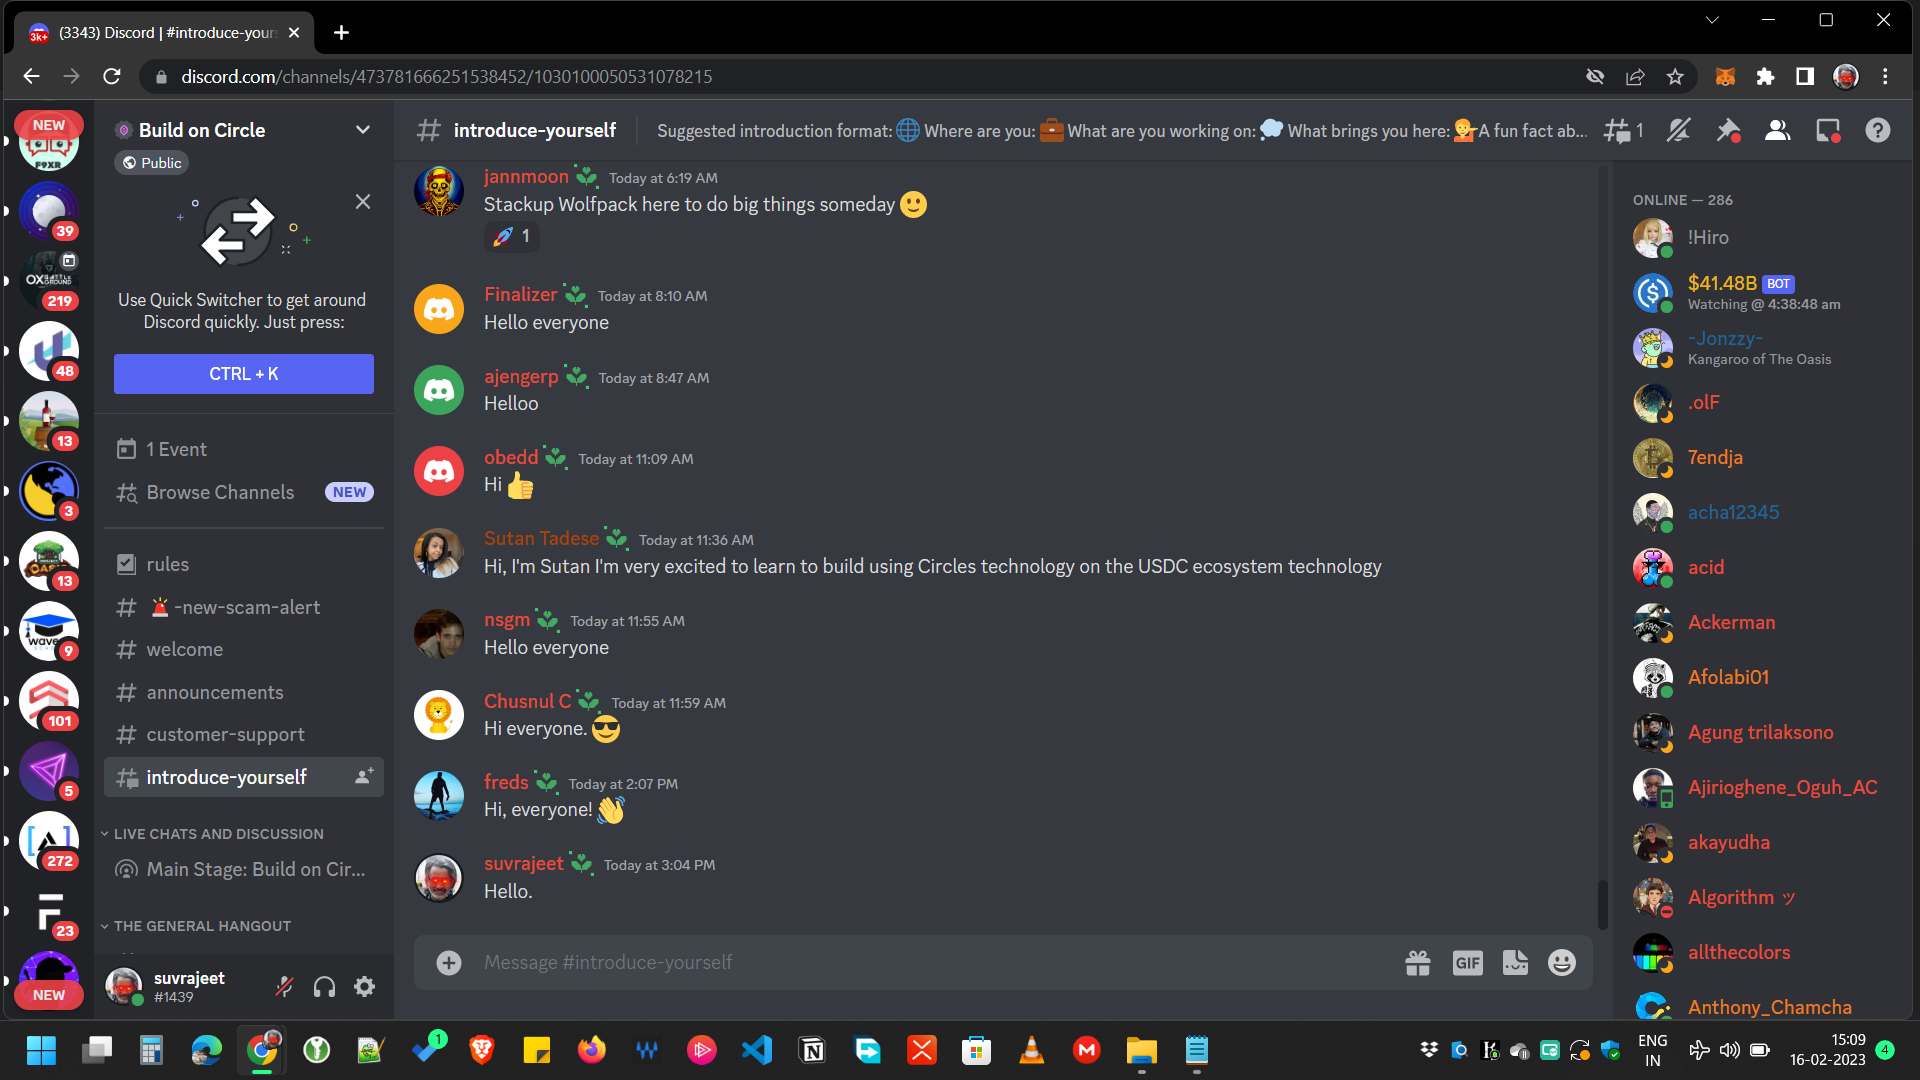 3k+
(3343) Discord | #introduce-your
discord.com/channels/473781666251538452/1030100050531078215
NEW
F9XR
39
OXBATTLE
GROUND
219
48
13
3
13
wave
9
101
5
272
23
NEW
Build on Circle
Public
Use Quick Switcher to get around
Discord quickly. Just press:
CTRL + K
1 Event
Browse Channels
NEW
rules
-new-scam-alert
welcome
announcements
customer-support
introduce-yourself
LIVE CHATS AND DISCUSSION
Main Stage: Build on Cir...
THE GENERAL HANGOUT
suvrajeet
#1439
# introduce-yourself
Suggested introduction format: 🌐 Where are you: 💼 What are you working on: 💭 What brings you here: 💁 A fun fact ab...
1
jannmoon Today at 6:19 AM
Stackup Wolfpack here to do big things someday 🙂
🚀 1
Finalizer Today at 8:10 AM
Hello everyone
ajengerp Today at 8:47 AM
Helloo
obedd Today at 11:09 AM
Hi 👍
Sutan Tadese Today at 11:36 AM
Hi, I'm Sutan I'm very excited to learn to build using Circles technology on the USDC ecosystem technology
nsgm Today at 11:55 AM
Hello everyone
Chusnul C Today at 11:59 AM
Hi everyone. 😎
freds Today at 2:07 PM
Hi, everyone! 👋
suvrajeet Today at 3:04 PM
Hello.
Message #introduce-yourself
GIF
ONLINE — 286
!Hiro
$41.48B BOT
Watching @ 4:38:48 am
-Jonzzy-
Kangaroo of The Oasis
.olF
7endja
acha12345
acid
Ackerman
Afolabi01
Agung trilaksono
Ajirioghene_Oguh_AC
akayudha
Algorithm ッ
allthecolors
Anthony_Chamcha
1
ENG
IN
15:09
16-02-2023
4